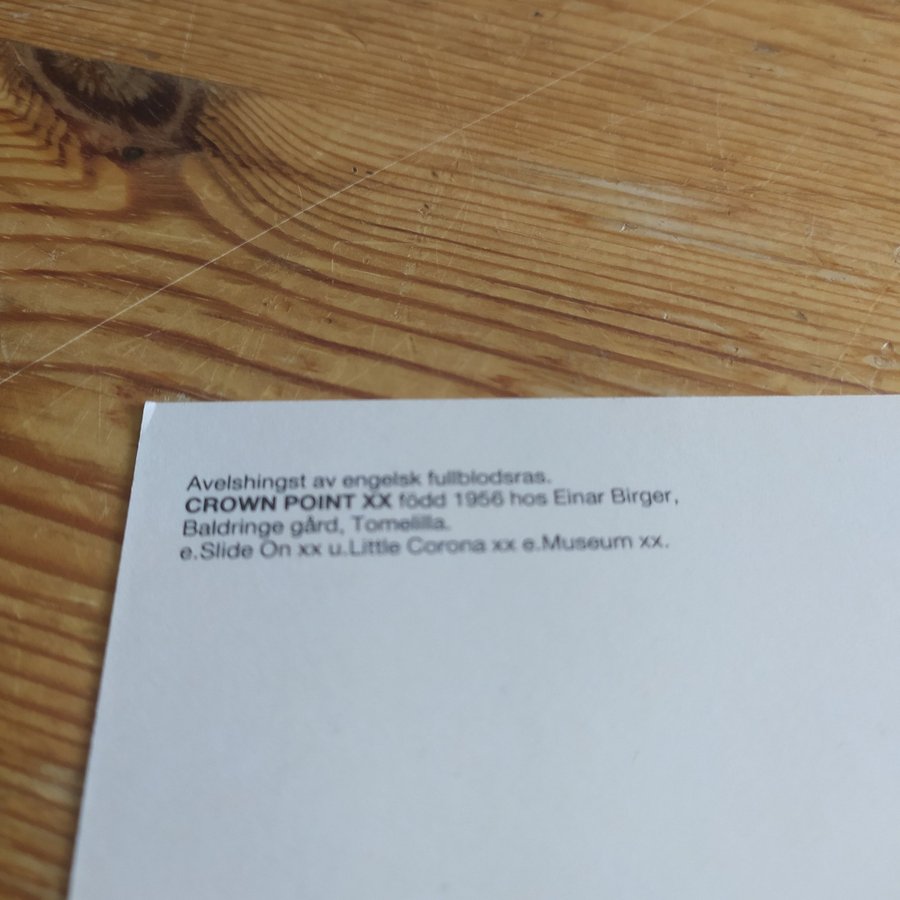 Avelshingst av engelsk fullblodsras.
CROWN POINT XX född 1956 hos Einar Birger,
Baldringe gård, Tomelilla.
e.Slide On xx u.Little Corona xx e.Museum xx.